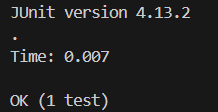 JUnit version 4.13.2
.
Time: 0.007
OK (1 test)